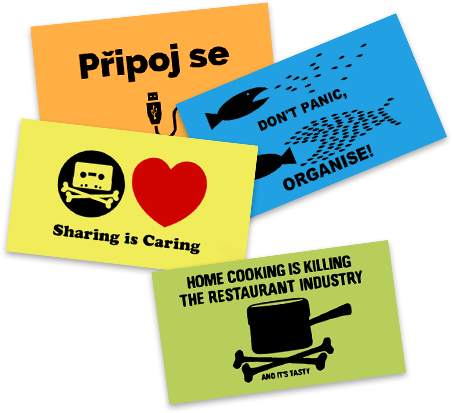 Připoj se
DON'T PANIC,
ORGANISE!
Sharing is Caring
HOME COOKING IS KILLING
THE RESTAURANT INDUSTRY
AND IT'S TASTY